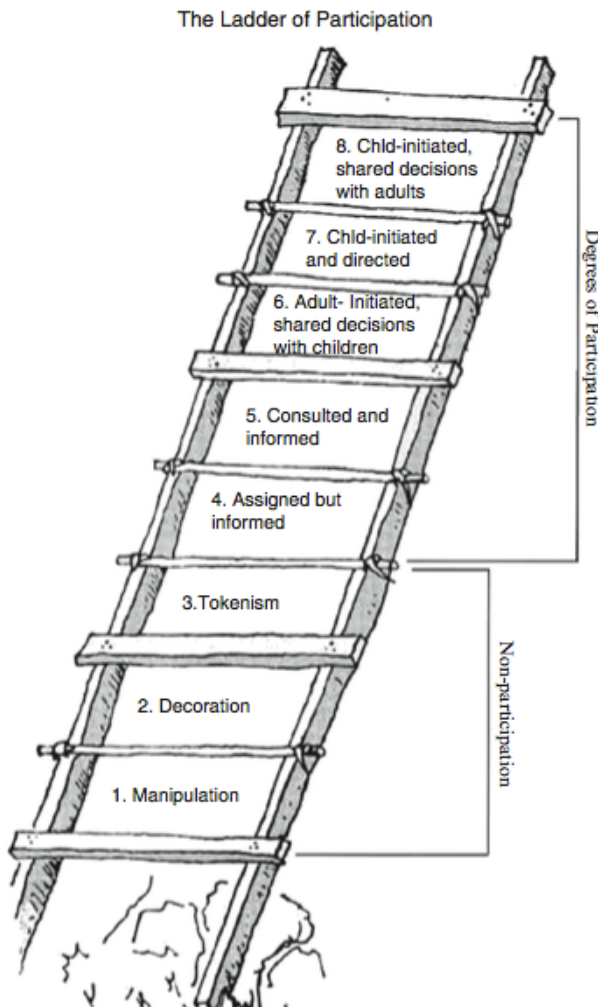 The Ladder of Participation
8. Chld-initiated,
shared decisions
with adults
7. Chld-initiated
and directed
6. Adult- Initiated,
shared decisions
with children
5. Consulted and
informed
4. Assigned but
informed
3.Tokenism
2. Decoration
1. Manipulation
Degrees of Participation
Non-participation